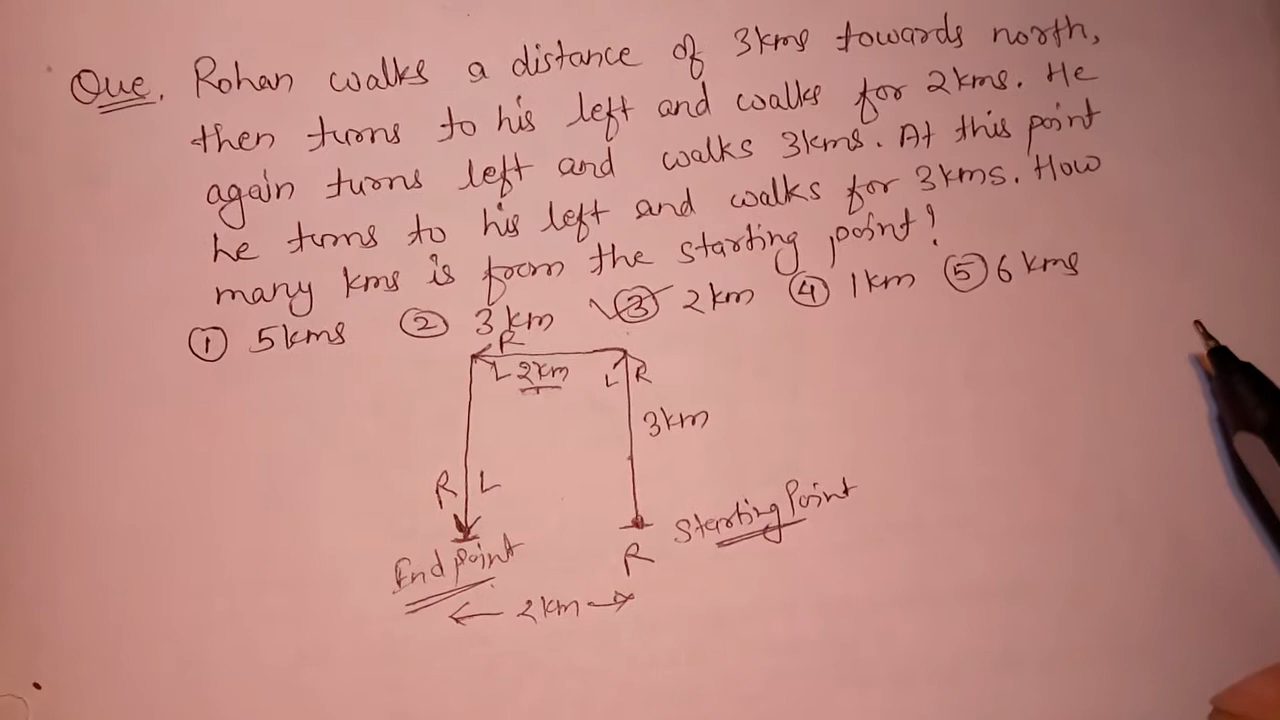 Que. Rohan walks a distance of 3kms towards north,
then turns to his left and walks for 2kms. He
again turns left and walks 3kms. At this point
he turns to his left and walks for 3kms. How
many kms is from the starting point?
① 5kms ② 3km ③ 2km ④ 1km ⑤ 6kms
R
L 2km L R
3km
R L
Starting Point
End point R
2km